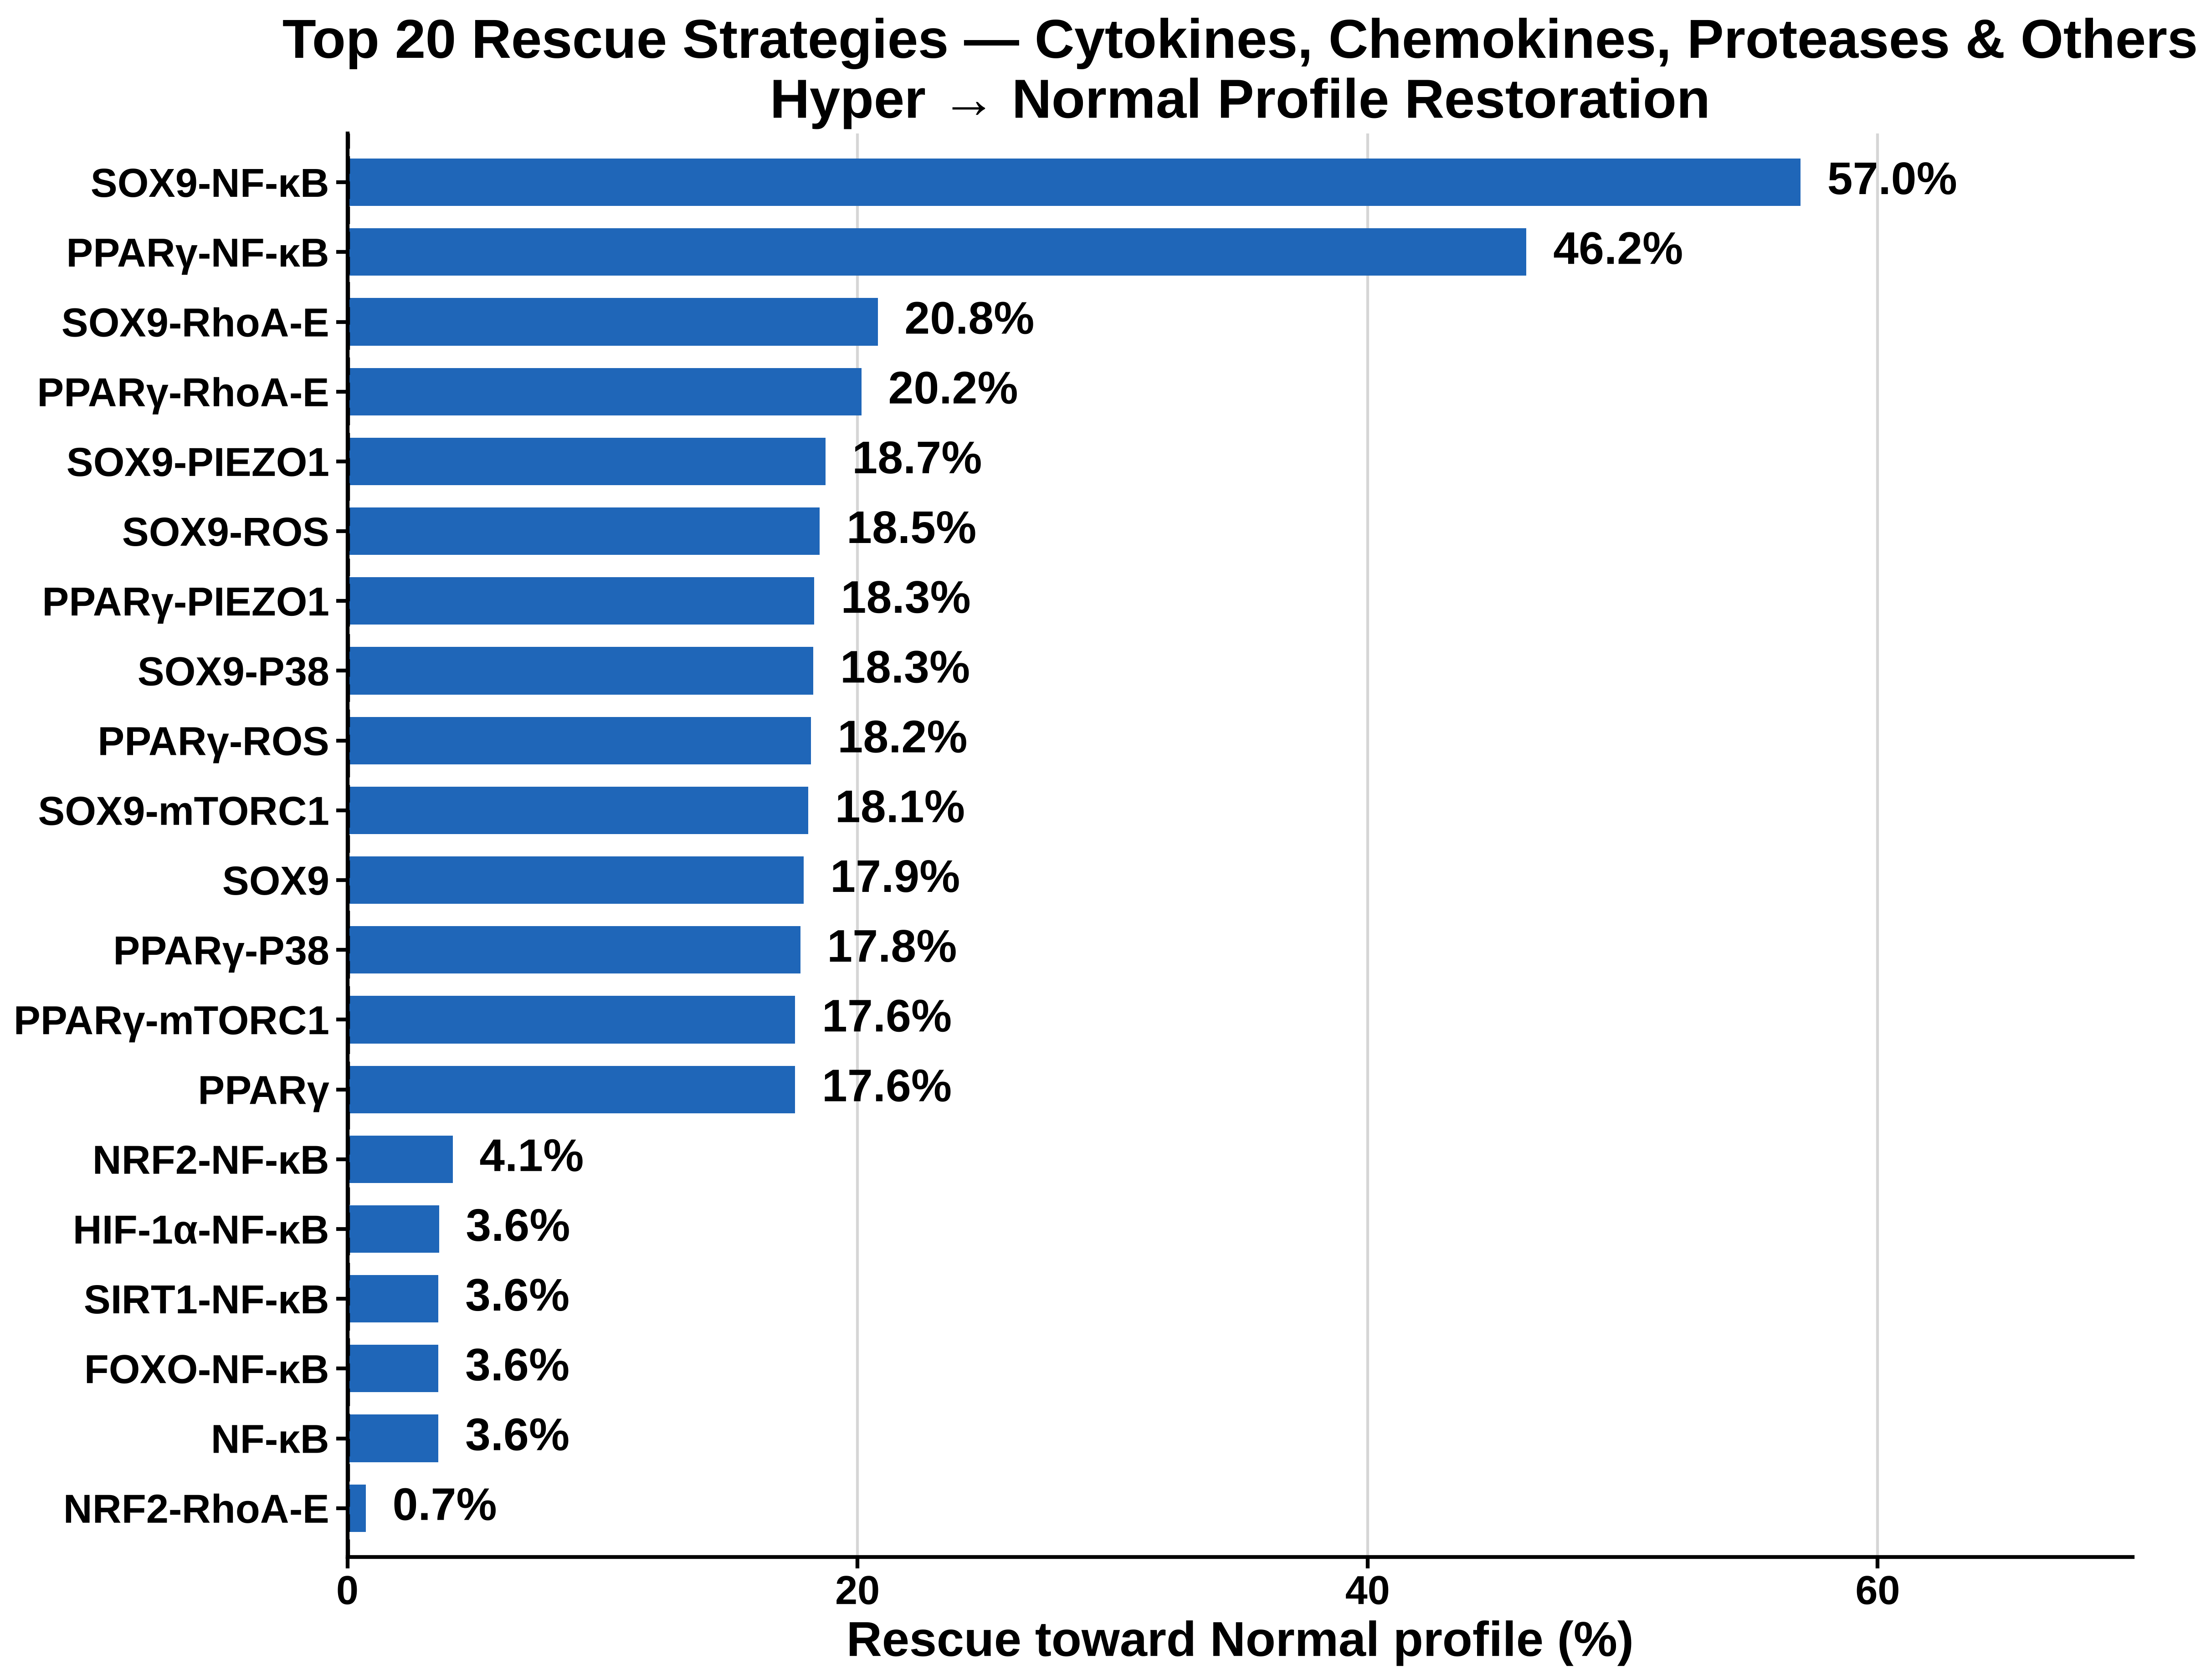 Top 20 Rescue Strategies — Cytokines, Chemokines, Proteases & Others
Hyper → Normal Profile Restoration
SOX9-NF-κB 57.0%
PPARγ-NF-κB 46.2%
SOX9-RhoA-E 20.8%
PPARγ-RhoA-E 20.2%
SOX9-PIEZO1 18.7%
SOX9-ROS 18.5%
PPARγ-PIEZO1 18.3%
SOX9-P38 18.3%
PPARγ-ROS 18.2%
SOX9-mTORC1 18.1%
SOX9 17.9%
PPARγ-P38 17.8%
PPARγ-mTORC1 17.6%
PPARγ 17.6%
NRF2-NF-κB 4.1%
HIF-1α-NF-κB 3.6%
SIRT1-NF-κB 3.6%
FOXO-NF-κB 3.6%
NF-κB 3.6%
NRF2-RhoA-E 0.7%
0 20 40 60
Rescue toward Normal profile (%)